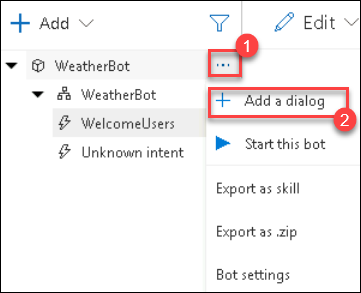 Add
Edit
1
WeatherBot
...
WeatherBot
Add a dialog
2
WelcomeUsers
Start this bot
Unknown intent
Export as skill
Export as .zip
Bot settings